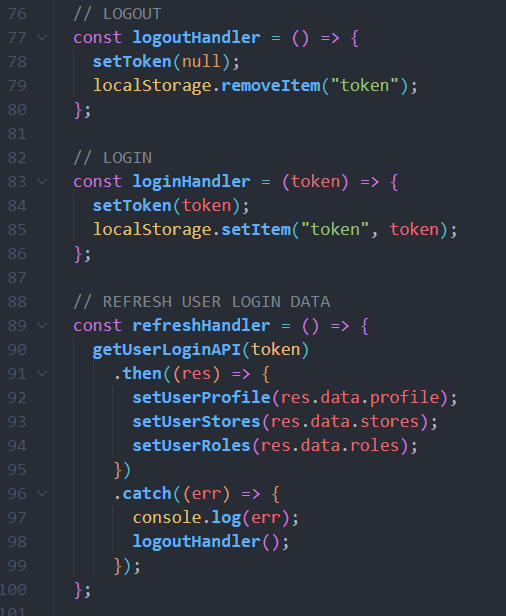 76 // LOGOUT
77 const logoutHandler = () => {
78 setToken(null);
79 localStorage.removeItem("token");
80 };
81
82 // LOGIN
83 const loginHandler = (token) => {
84 setToken(token);
85 localStorage.setItem("token", token);
86 };
87
88 // REFRESH USER LOGIN DATA
89 const refreshHandler = () => {
90 getUserLoginAPI(token)
91 .then((res) => {
92 setUserProfile(res.data.profile);
93 setUserStores(res.data.stores);
94 setUserRoles(res.data.roles);
95 })
96 .catch((err) => {
97 console.log(err);
98 logoutHandler();
99 });
100 };
101